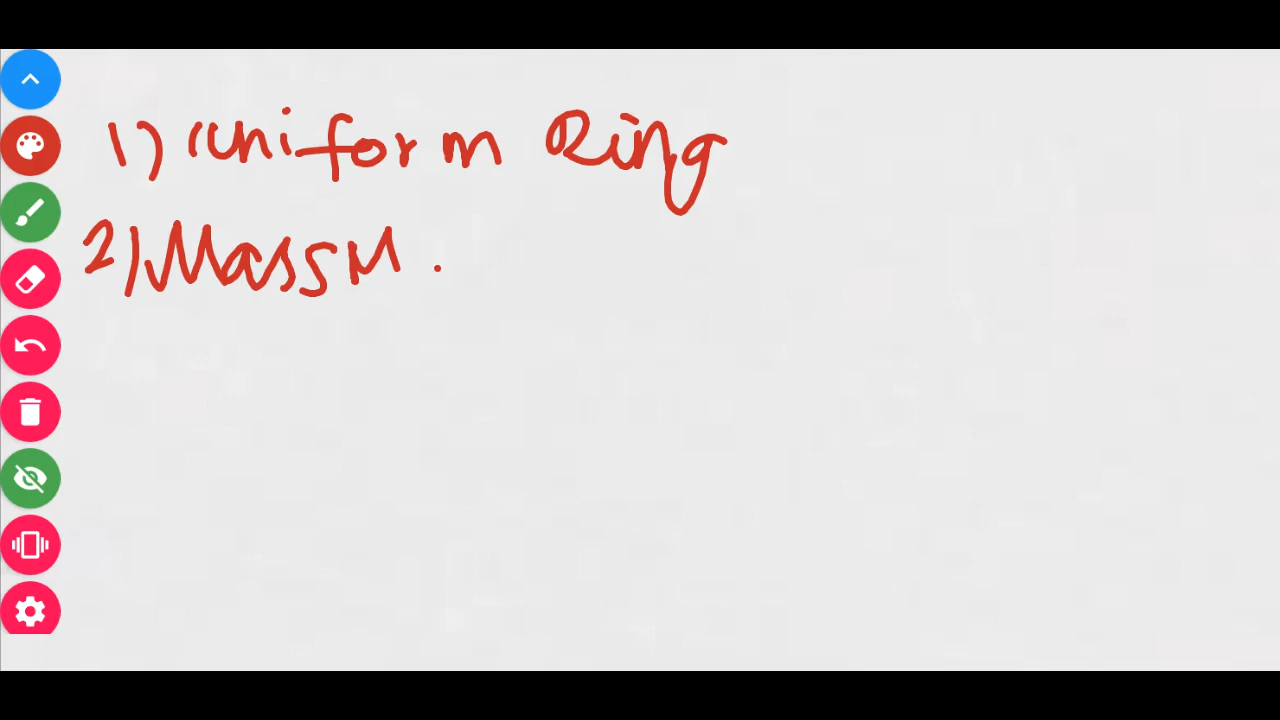 1) Uniform Ring
2) Mass M .